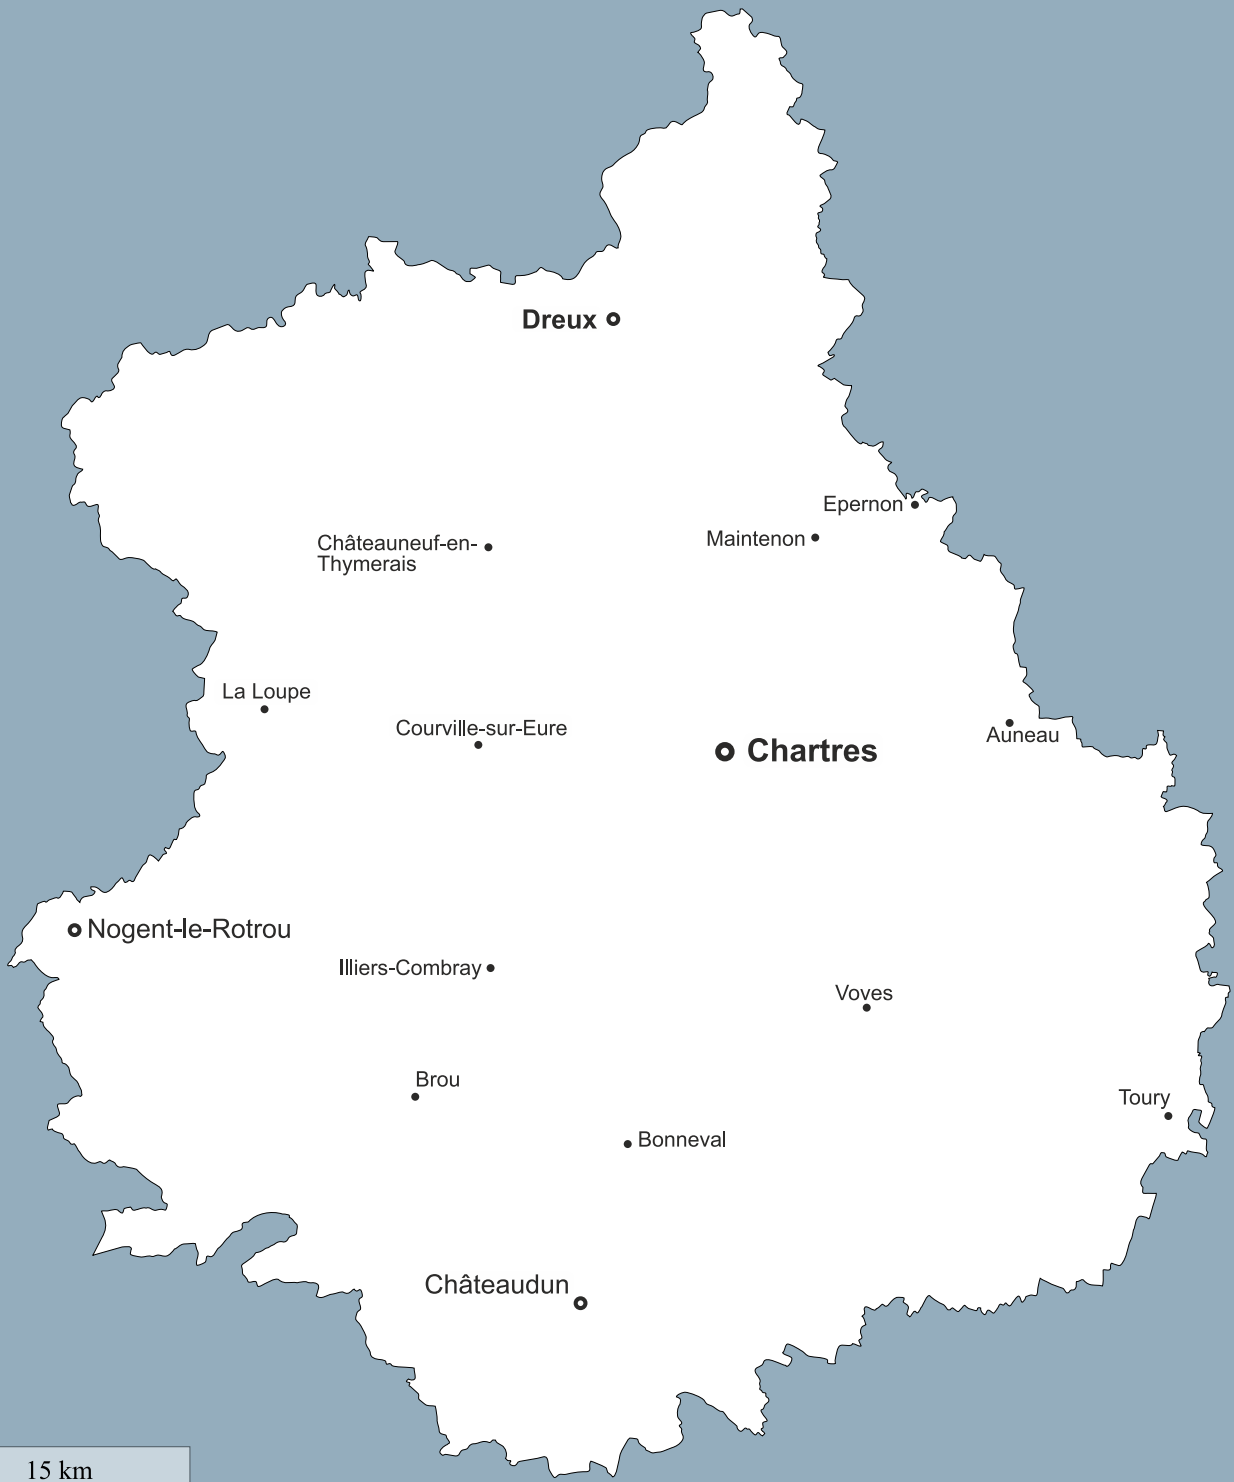 Dreux
Epernon
Maintenon
Châteauneuf-en-
Thymerais
La Loupe
Courville-sur-Eure
Auneau
Chartres
Nogent-le-Rotrou
Illiers-Combray
Voves
Brou
Toury
Bonneval
Châteaudun
15 km